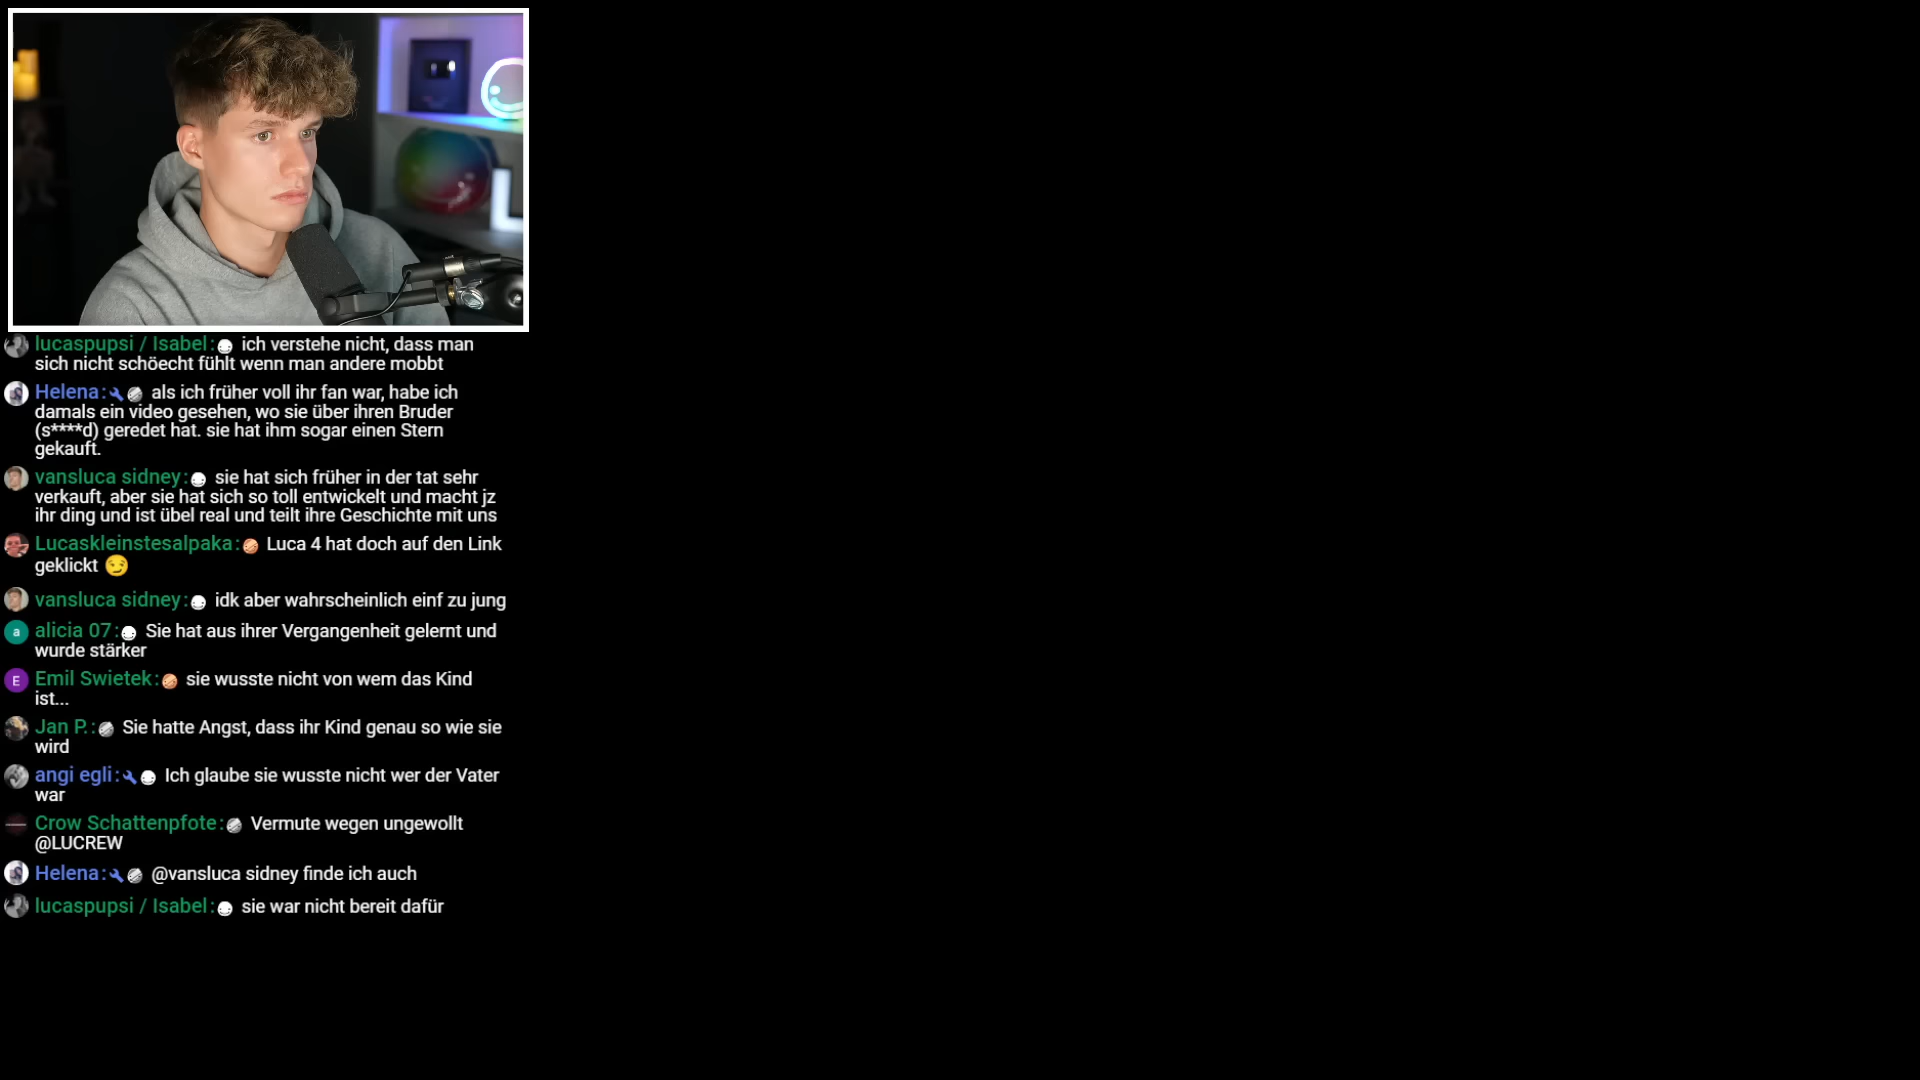 lucaspupsi / Isabel: ich verstehe nicht, dass man
sich nicht schöecht fühlt wenn man andere mobbt
Helena: als ich früher voll ihr fan war, habe ich
damals ein video gesehen, wo sie über ihren Bruder
(s****d) geredet hat. sie hat ihm sogar einen Stern
gekauft.
vansluca sidney: sie hat sich früher in der tat sehr
verkauft, aber sie hat sich so toll entwickelt und macht jz
ihr ding und ist übel real und teilt ihre Geschichte mit uns
Lucaskleinstesalpaka: Luca 4 hat doch auf den Link
geklickt 😏
vansluca sidney: idk aber wahrscheinlich einf zu jung
a alicia 07: Sie hat aus ihrer Vergangenheit gelernt und
wurde stärker
E Emil Swietek: sie wusste nicht von wem das Kind
ist...
Jan P.: Sie hatte Angst, dass ihr Kind genau so wie sie
wird
angi egli: Ich glaube sie wusste nicht wer der Vater
war
Crow Schattenpfote: Vermute wegen ungewollt
@LUCREW
Helena: @vansluca sidney finde ich auch
lucaspupsi / Isabel: sie war nicht bereit dafür